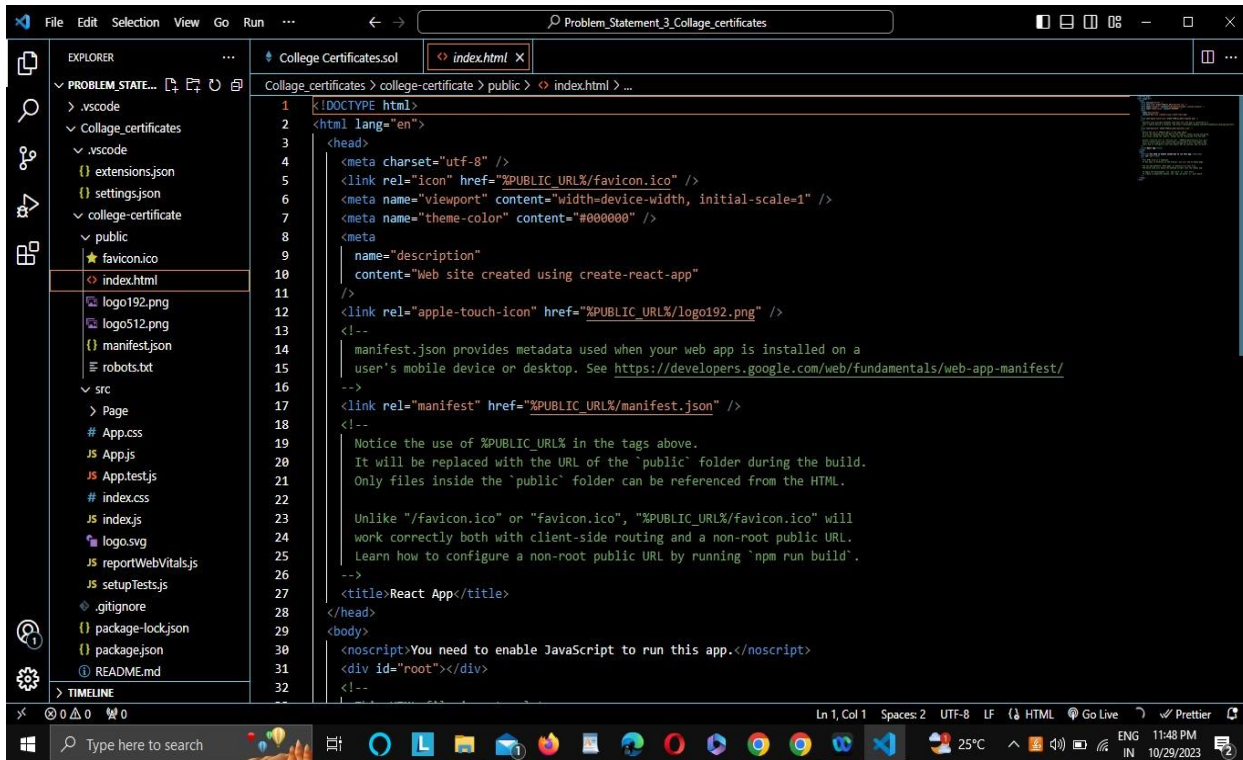 File Edit Selection View Go Run ···
Problem_Statement_3_Collage_certificates
EXPLORER ···
PROBLEM_STATE...
> .vscode
Collage_certificates
.vscode
{} extensions.json
{} settings.json
college-certificate
public
favicon.ico
<> index.html
logo192.png
logo512.png
{} manifest.json
robots.txt
src
> Page
# App.css
JS App.js
JS App.test.js
# index.css
JS index.js
logo.svg
JS reportWebVitals.js
JS setupTests.js
.gitignore
{} package-lock.json
{} package.json
README.md
> TIMELINE
College Certificates.sol
<> index.html
Collage_certificates > college-certificate > public > <> index.html > ...
1 <!DOCTYPE html>
2 <html lang="en">
3 <head>
4 <meta charset="utf-8" />
5 <link rel="icon" href="%PUBLIC_URL%/favicon.ico" />
6 <meta name="viewport" content="width=device-width, initial-scale=1" />
7 <meta name="theme-color" content="#000000" />
8 <meta
9 name="description"
10 content="Web site created using create-react-app"
11 />
12 <link rel="apple-touch-icon" href="%PUBLIC_URL%/logo192.png" />
13 <!--
14 manifest.json provides metadata used when your web app is installed on a
15 user's mobile device or desktop. See https://developers.google.com/web/fundamentals/web-app-manifest/
16 -->
17 <link rel="manifest" href="%PUBLIC_URL%/manifest.json" />
18 <!--
19 Notice the use of %PUBLIC_URL% in the tags above.
20 It will be replaced with the URL of the `public` folder during the build.
21 Only files inside the `public` folder can be referenced from the HTML.
22
23 Unlike "/favicon.ico" or "favicon.ico", "%PUBLIC_URL%/favicon.ico" will
24 work correctly both with client-side routing and a non-root public URL.
25 Learn how to configure a non-root public URL by running `npm run build`.
26 -->
27 <title>React App</title>
28 </head>
29 <body>
30 <noscript>You need to enable JavaScript to run this app.</noscript>
31 <div id="root"></div>
32 <!--
0 0 0
Ln 1, Col 1 Spaces: 2 UTF-8 LF HTML Go Live Prettier
Type here to search
25°C
ENG 11:48 PM
IN 10/29/2023